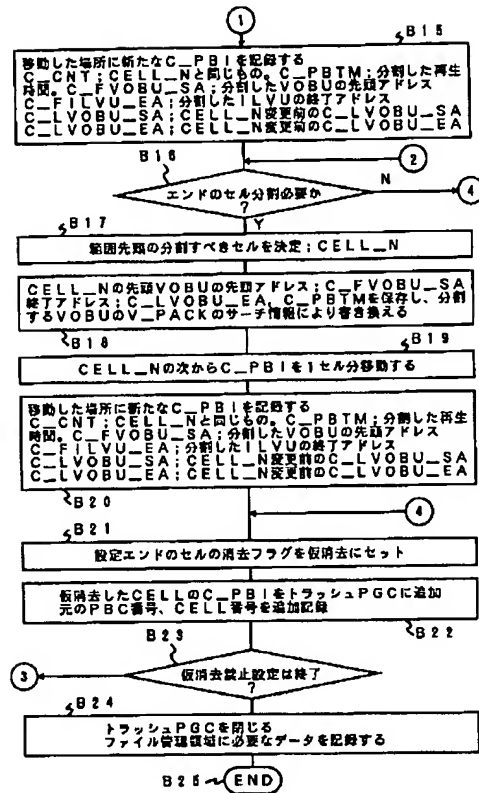 1
B15
移動した場所に新たなC_PBIを記録する
C_CNT;CELL_Nと同じもの。C_PBTM;分割した再生
時間。C_FVOBU_SA;分割したVOBUの先頭アドレス
C_FILVU_EA;分割したILVUの終了アドレス
C_LVOBU_SA;CELL_N変更前のC_LVOBU_SA
C_LVOBU_EA;CELL_N変更前のC_LVOBU_EA
B16
2
エンドのセル分割必要か
?
N
4
Y
B17
範囲先頭の分割すべきセルを決定;CELL_N
CELL_Nの先頭VOBUの先頭アドレス;C_FVOBU_SA
終了アドレス;C_LVOBU_EA、C_PBTMを保存し、分割
するVOBUのV_PACKのサーチ情報により書き換える
B18
B19
CELL_Nの次からC_PBIを1セル分移動する
移動した場所に新たなC_PBIを記録する
C_CNT;CELL_Nと同じもの。C_PBTM;分割した再生
時間。C_FVOBU_SA;分割したVOBUの先頭アドレス
C_FILVU_EA;分割したILVUの終了アドレス
C_LVOBU_SA;CELL_N変更前のC_LVOBU_SA
C_LVOBU_EA;CELL_N変更前のC_LVOBU_EA
B20
4
B21
設定エンドのセルの消去フラグを仮消去にセット
仮消去したCELLのC_PBIをトラッシュPGCに追加
元のPBC番号、CELL番号を追加記録
B22
B23
3
仮消去禁止設定は終了
?
B24
トラッシュPGCを閉じる
ファイル管理領域に必要なデータを記録する
B25
END